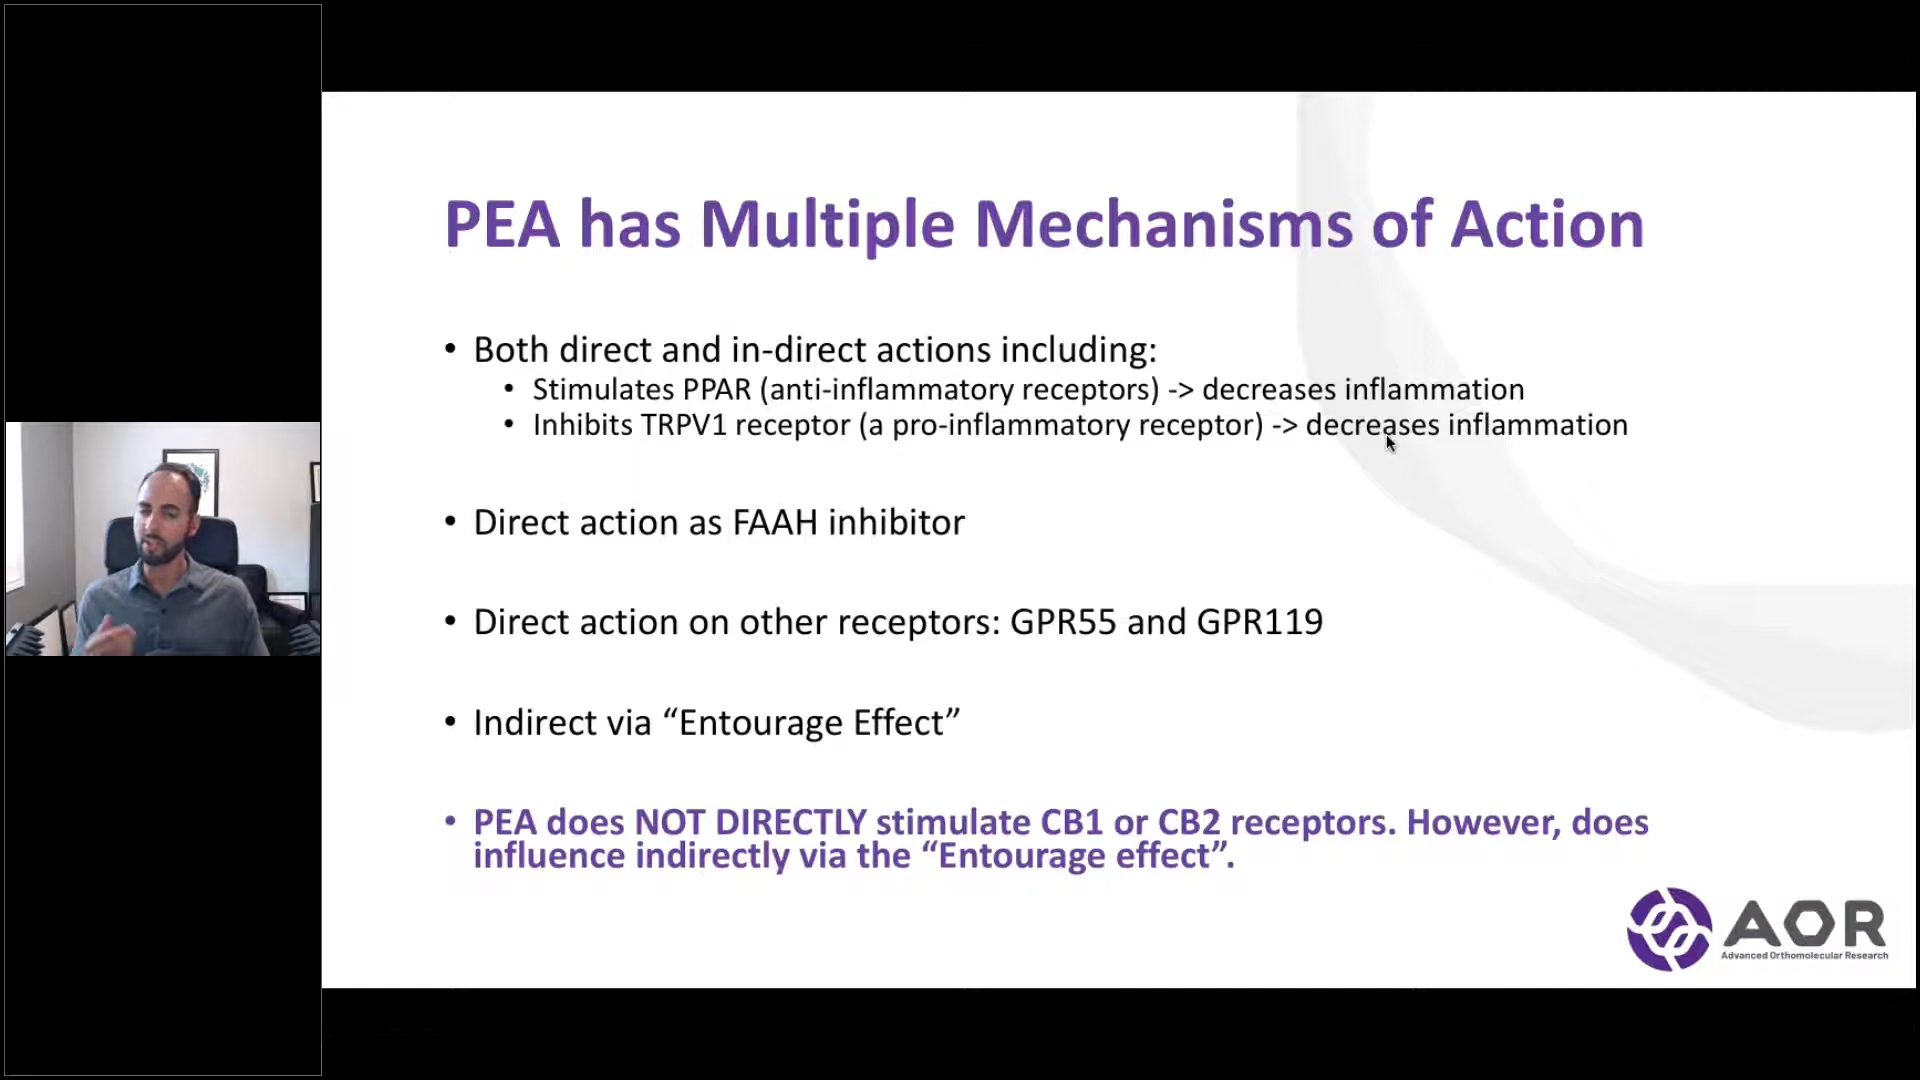 PEA has Multiple Mechanisms of Action
• Both direct and in-direct actions including:
• Stimulates PPAR (anti-inflammatory receptors) -> decreases inflammation
• Inhibits TRPV1 receptor (a pro-inflammatory receptor) -> decreases inflammation
• Direct action as FAAH inhibitor
• Direct action on other receptors: GPR55 and GPR119
• Indirect via “Entourage Effect”
• PEA does NOT DIRECTLY stimulate CB1 or CB2 receptors. However, does
influence indirectly via the “Entourage effect”.
AOR
Advanced Orthomolecular Research